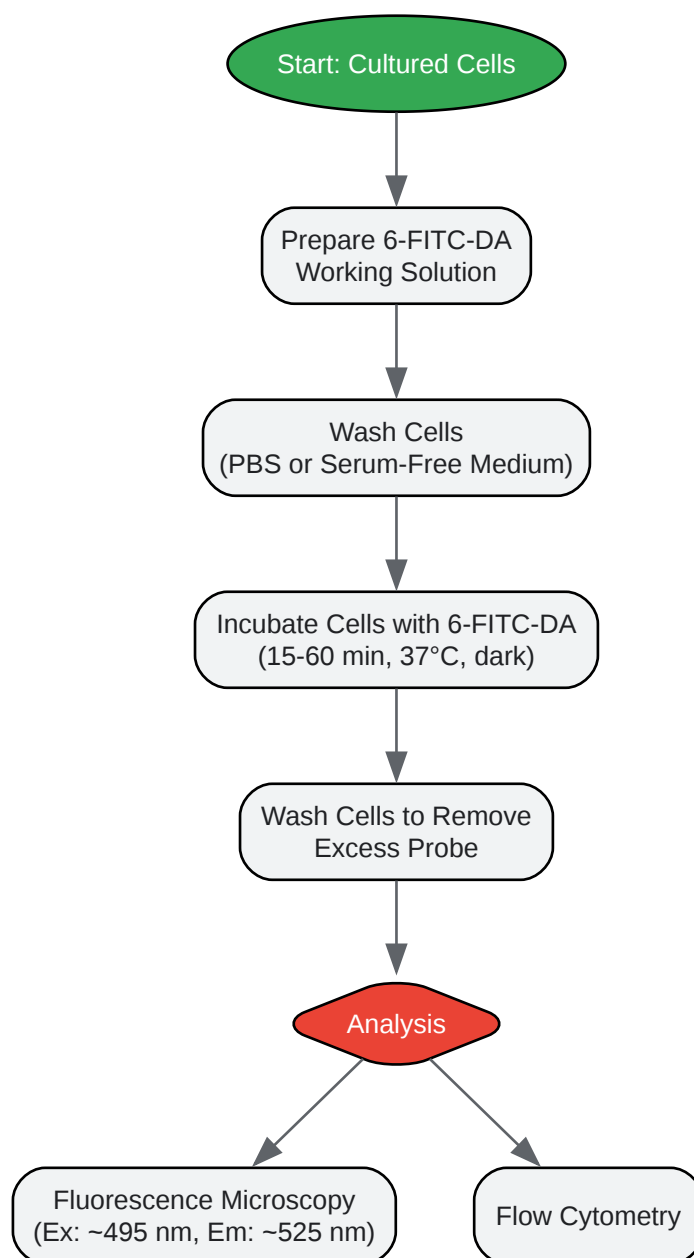 Start: Cultured Cells
Prepare 6-FITC-DA
Working Solution
Wash Cells
(PBS or Serum-Free Medium)
Incubate Cells with 6-FITC-DA
(15-60 min, 37°C, dark)
Wash Cells to Remove
Excess Probe
Analysis
Fluorescence Microscopy
(Ex: ~495 nm, Em: ~525 nm)
Flow Cytometry